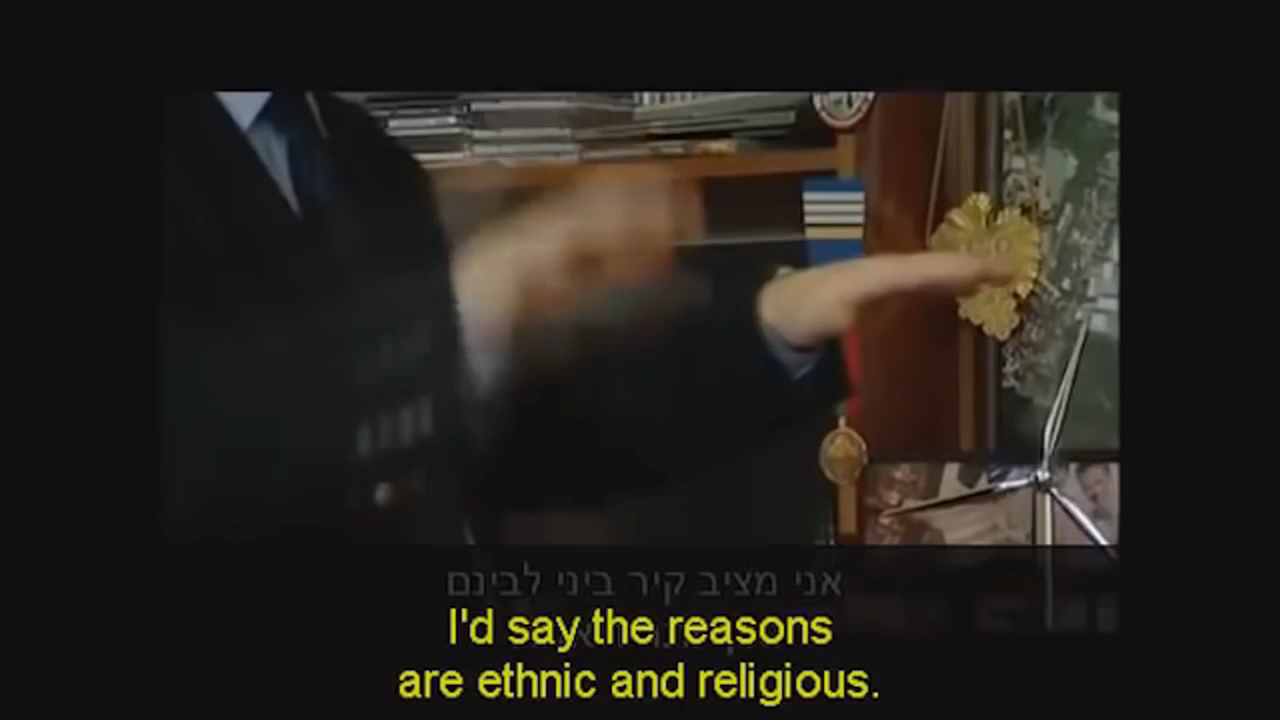 אני מציב קיר ביני לבינם
I'd say the reasons
are ethnic and religious.